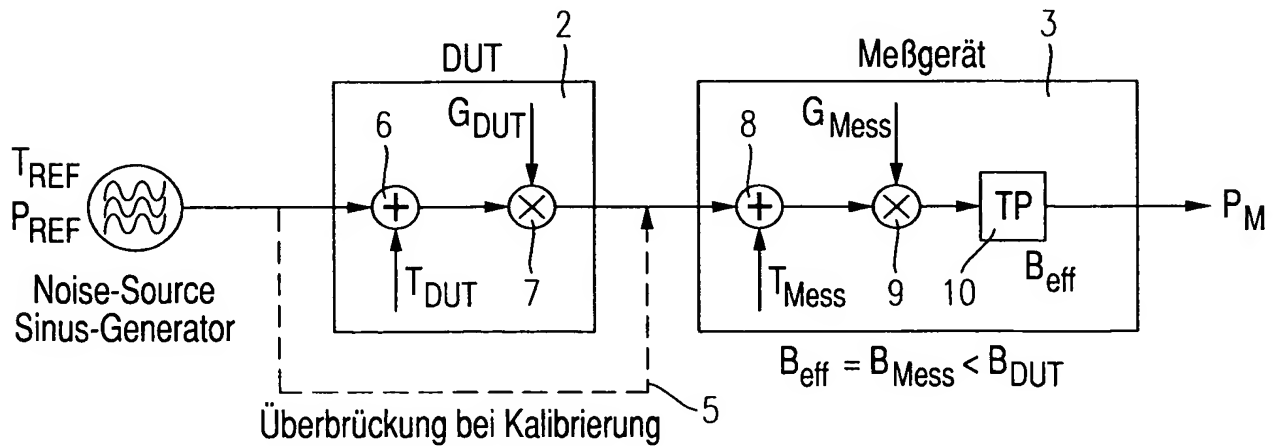 2
3
DUT
Meßgerät
G_DUT
G_Mess
6
8
T_REF
P_REF
TP
P_M
T_DUT
7
T_Mess
9
10
B_eff
Noise-Source
Sinus-Generator
B_eff = B_Mess < B_DUT
5
Überbrückung bei Kalibrierung